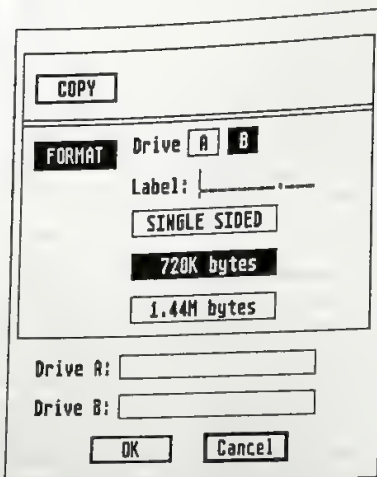 COPY
FORMAT Drive A B
Label:
SINGLE SIDED
720K bytes
1.44M bytes
Drive A:
Drive B:
OK Cancel